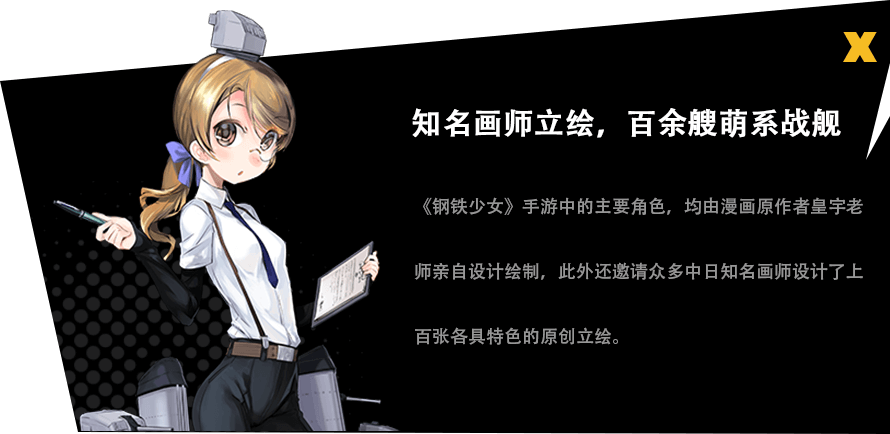 X
知名画师立绘，百余艘萌系战舰
《钢铁少女》手游中的主要角色，均由漫画原作者皇宇老
师亲自设计绘制，此外还邀请众多中日知名画师设计了上
百张各具特色的原创立绘。